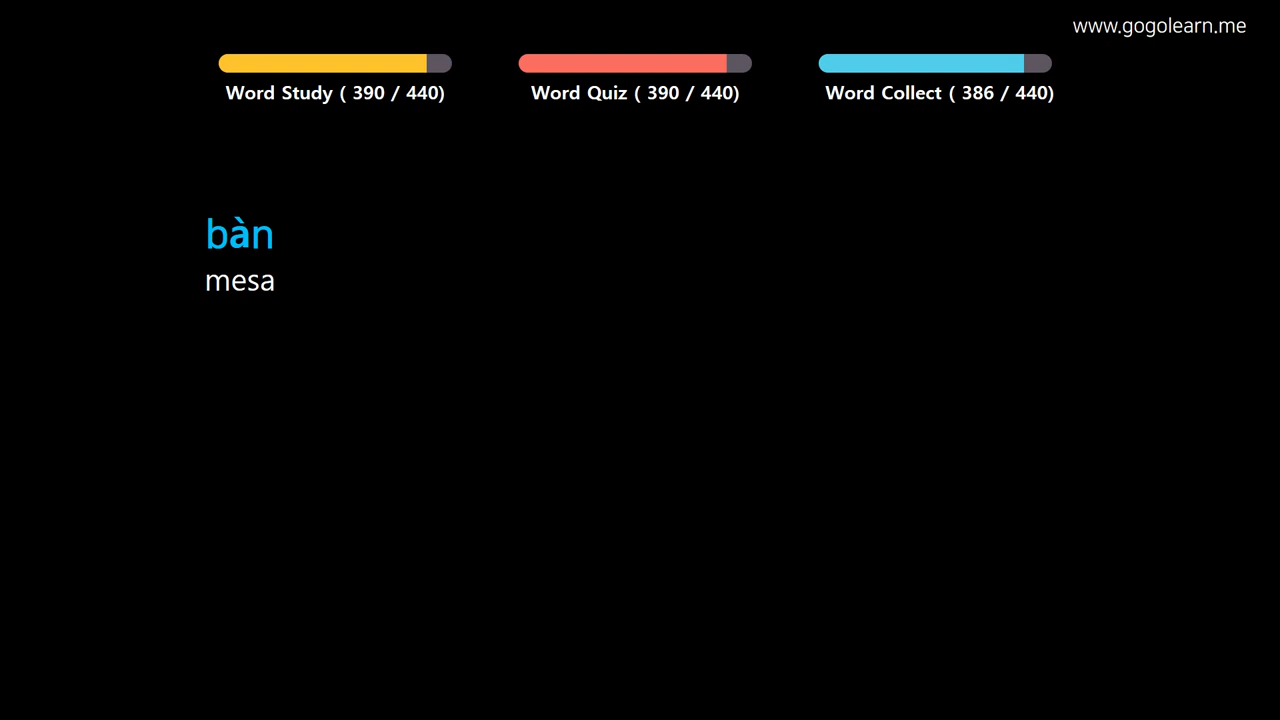 www.gogolearn.me
Word Study ( 390 / 440)
Word Quiz ( 390 / 440)
Word Collect ( 386 / 440)
bàn
mesa